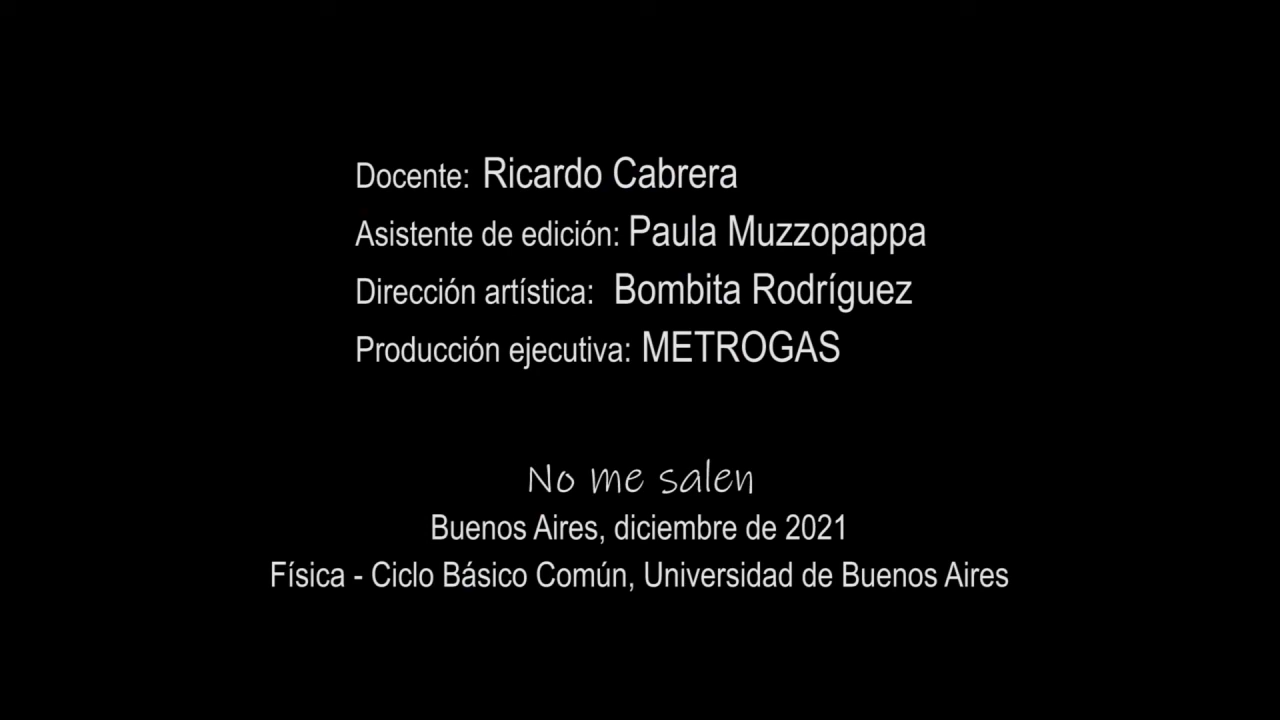 Docente: Ricardo Cabrera
Asistente de edición: Paula Muzzopappa
Dirección artística: Bombita Rodríguez
Producción ejecutiva: METROGAS
No me salen
Buenos Aires, diciembre de 2021
Física - Ciclo Básico Común, Universidad de Buenos Aires